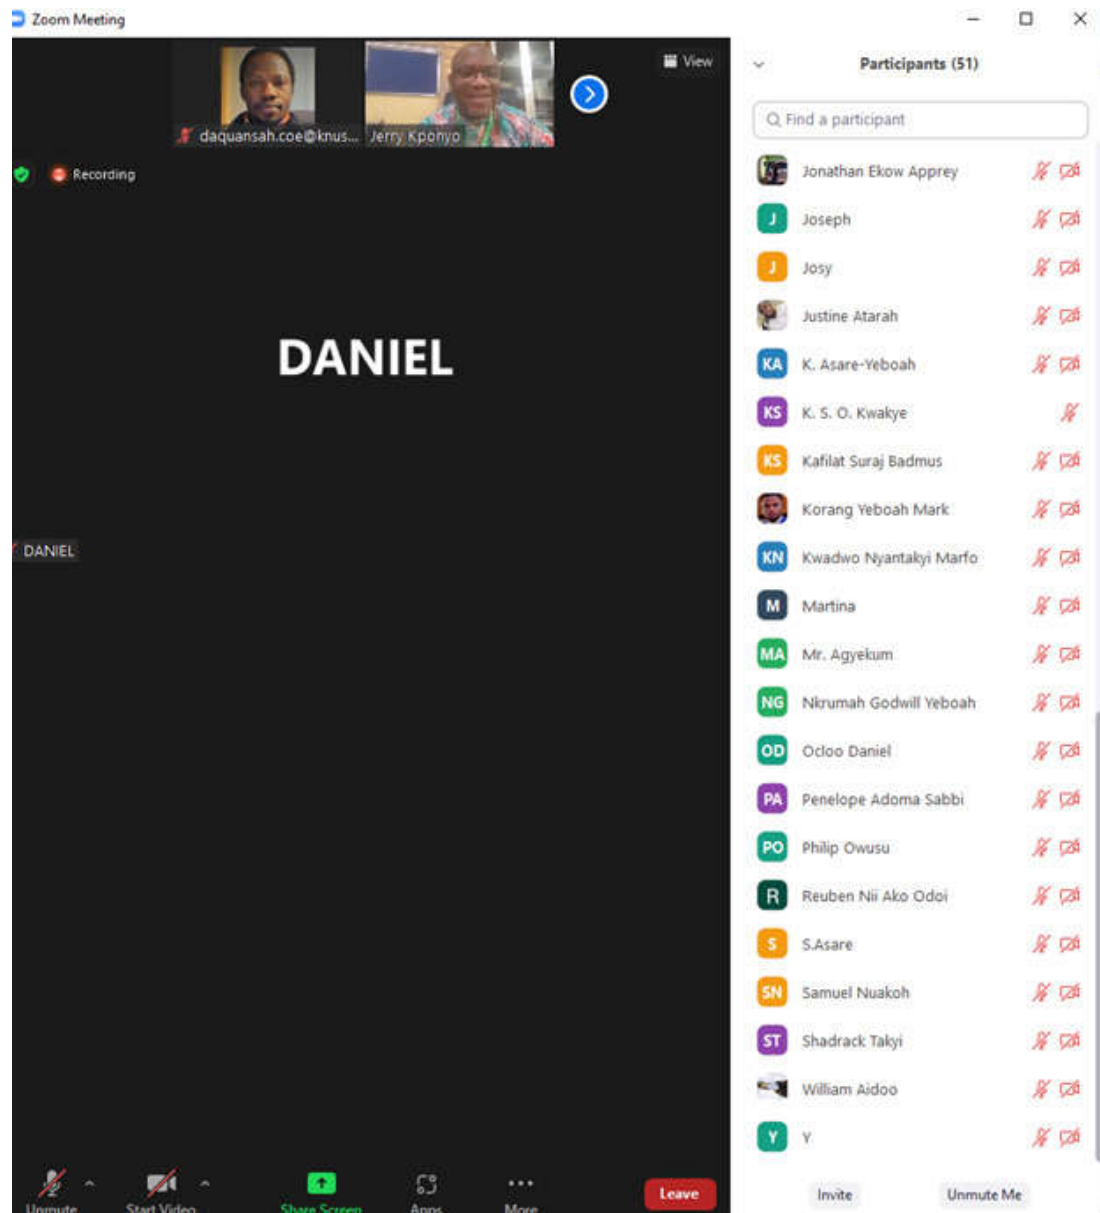 Zoom Meeting
View
daquansah.coe@knus... Jerry Kponyo
Recording
DANIEL
DANIEL
Unmute Start Video Share Screen Apps More Leave
Participants (51)
Find a participant
Jonathan Ekow Apprey
J Joseph
J Josy
Justine Atarah
KA K. Asare-Yeboah
KS K. S. O. Kwakye
KS Kafilat Suraj Badmus
Korang Yeboah Mark
KN Kwadwo Nyantakyi Marfo
M Martina
MA Mr. Agyekum
NG Nkrumah Godwill Yeboah
OD Ocloo Daniel
PA Penelope Adoma Sabbi
PO Philip Owusu
R Reuben Nii Ako Odoi
S S.Asare
SN Samuel Nuakoh
ST Shadrack Takyi
William Aidoo
Y Y
Invite Unmute Me